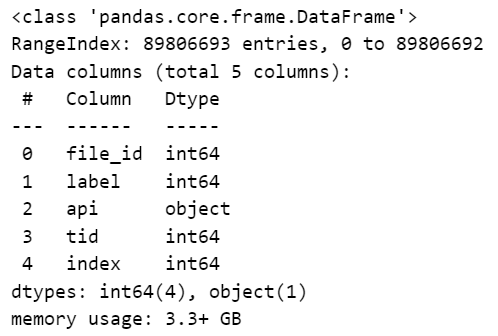 <class 'pandas.core.frame.DataFrame'>
RangeIndex: 89806693 entries, 0 to 89806692
Data columns (total 5 columns):
 #   Column   Dtype
---  ------   -----
 0   file_id  int64
 1   label    int64
 2   api      object
 3   tid      int64
 4   index    int64
dtypes: int64(4), object(1)
memory usage: 3.3+ GB